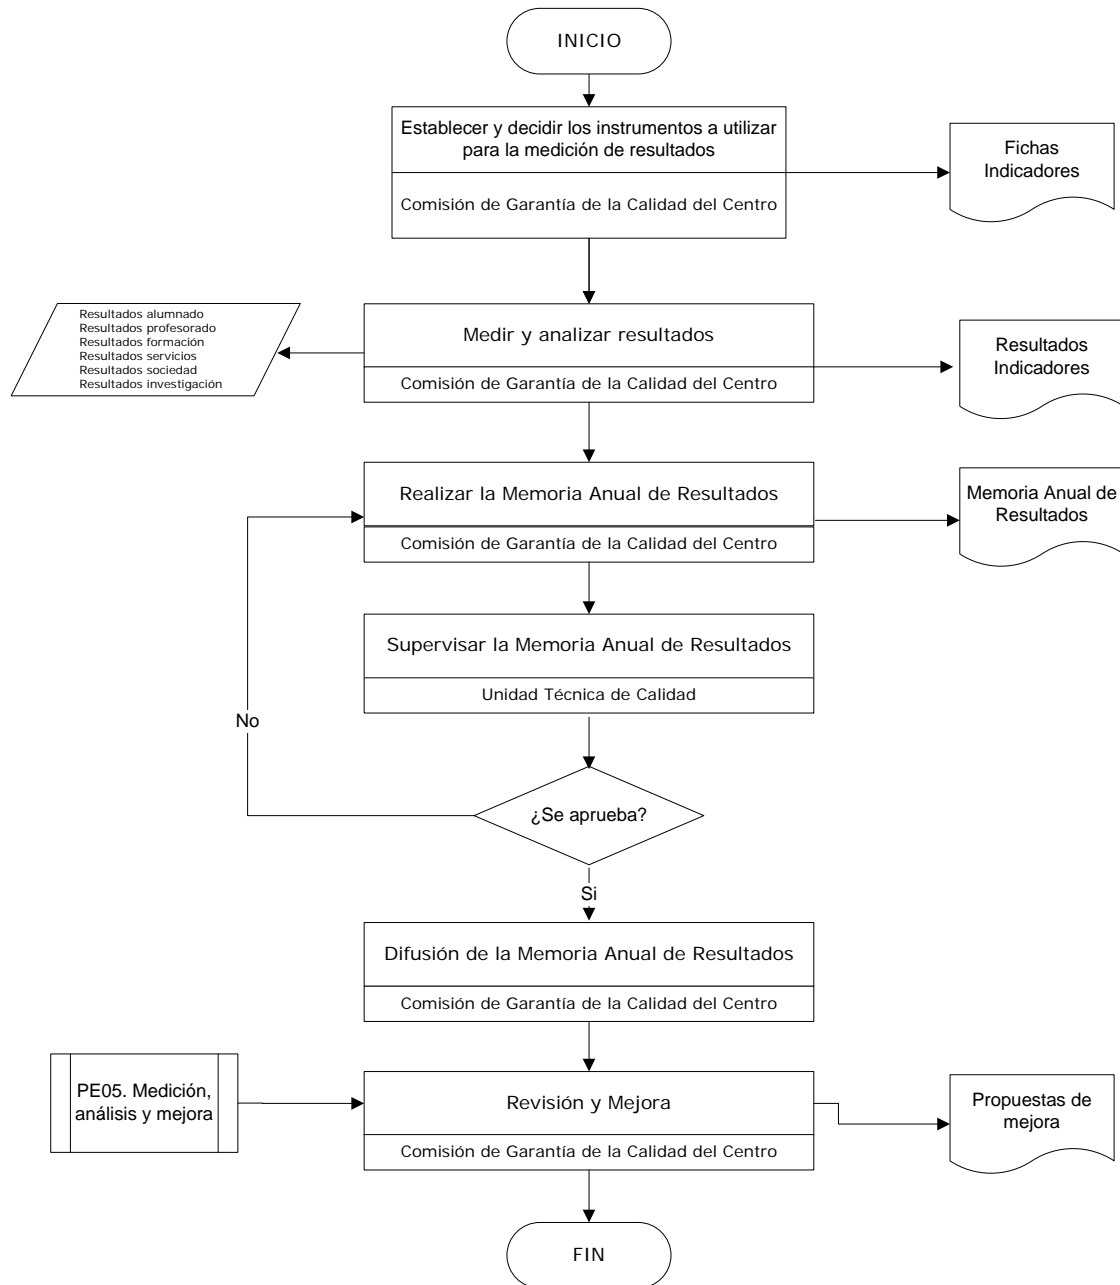 INICIO
Establecer y decidir los instrumentos a utilizar
para la medición de resultados
Comisión de Garantía de la Calidad del Centro
Fichas
Indicadores
Resultados alumnado
Resultados profesorado
Resultados formación
Resultados servicios
Resultados sociedad
Resultados investigación
Medir y analizar resultados
Comisión de Garantía de la Calidad del Centro
Resultados
Indicadores
Realizar la Memoria Anual de Resultados
Comisión de Garantía de la Calidad del Centro
Memoria Anual de
Resultados
Supervisar la Memoria Anual de Resultados
Unidad Técnica de Calidad
No
¿Se aprueba?
Si
Difusión de la Memoria Anual de Resultados
Comisión de Garantía de la Calidad del Centro
PE05. Medición,
análisis y mejora
Revisión y Mejora
Comisión de Garantía de la Calidad del Centro
Propuestas de
mejora
FIN